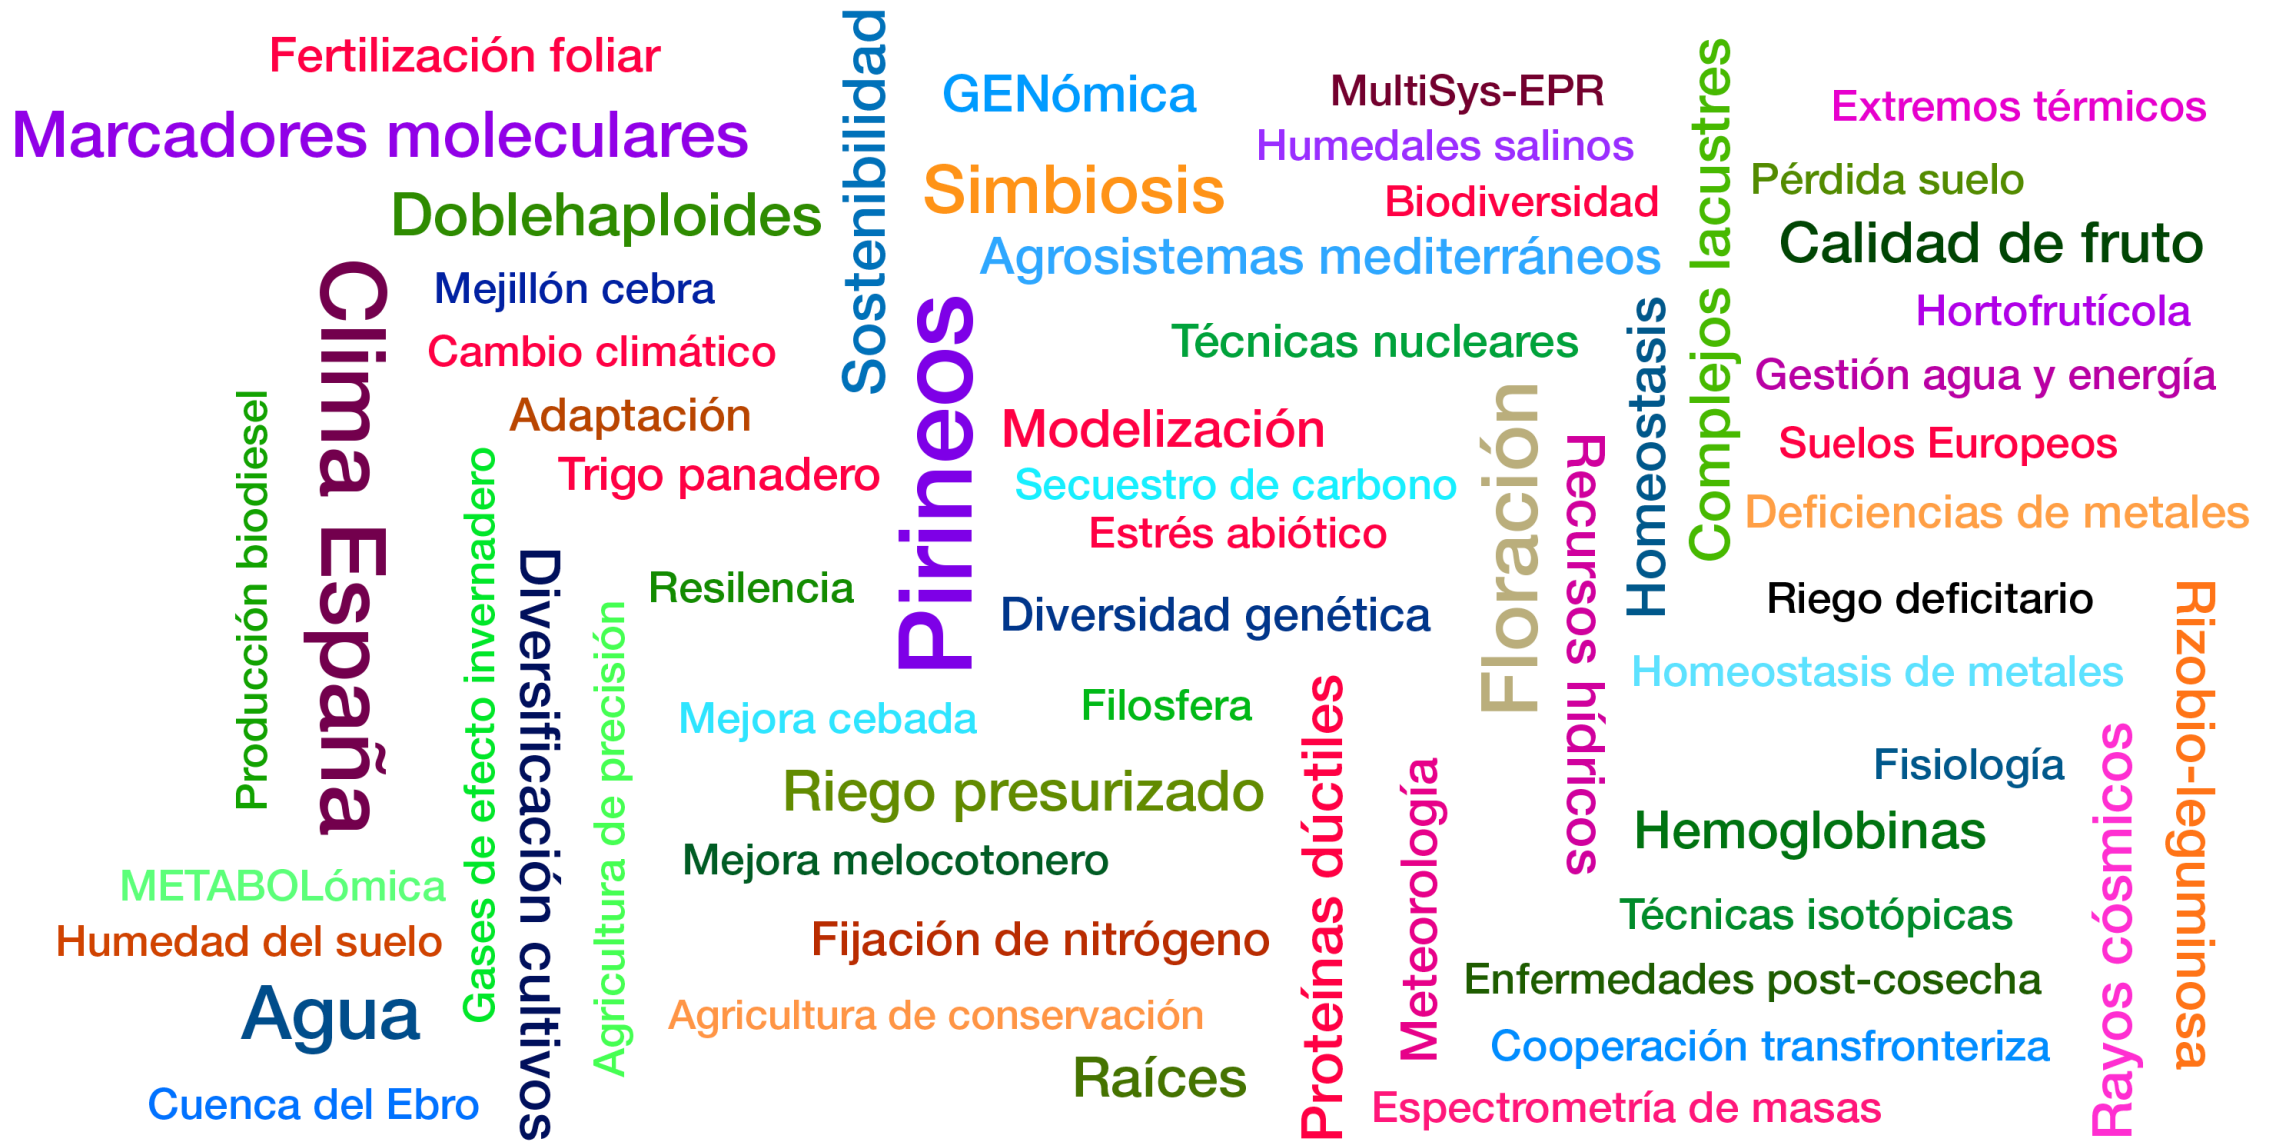 Fertilización foliar
Marcadores moleculares
Doblehaploides
Mejillón cebra
Cambio climático
Adaptación
Trigo panadero
Clima España
Producción biodiesel
Gases de efecto invernadero
Diversificación cultivos
Agricultura de precisión
METABOLómica
Humedad del suelo
Agua
Cuenca del Ebro
Sostenibilidad
Pirineos
GENómica
Simbiosis
MultiSys-EPR
Humedales salinos
Biodiversidad
Agrosistemas mediterráneos
Técnicas nucleares
Modelización
Secuestro de carbono
Estrés abiótico
Resilencia
Diversidad genética
Mejora cebada
Filosfera
Riego presurizado
Mejora melocotonero
Fijación de nitrógeno
Agricultura de conservación
Raíces
Proteínas dúctiles
Meteorología
Floración
Recursos hídricos
Homeostasis
Complejos lacustres
Extremos térmicos
Pérdida suelo
Calidad de fruto
Hortofrutícola
Gestión agua y energía
Suelos Europeos
Deficiencias de metales
Riego deficitario
Homeostasis de metales
Fisiología
Hemoglobinas
Técnicas isotópicas
Enfermedades post-cosecha
Cooperación transfronteriza
Espectrometría de masas
Rayos cósmicos
Rizobio-leguminosa